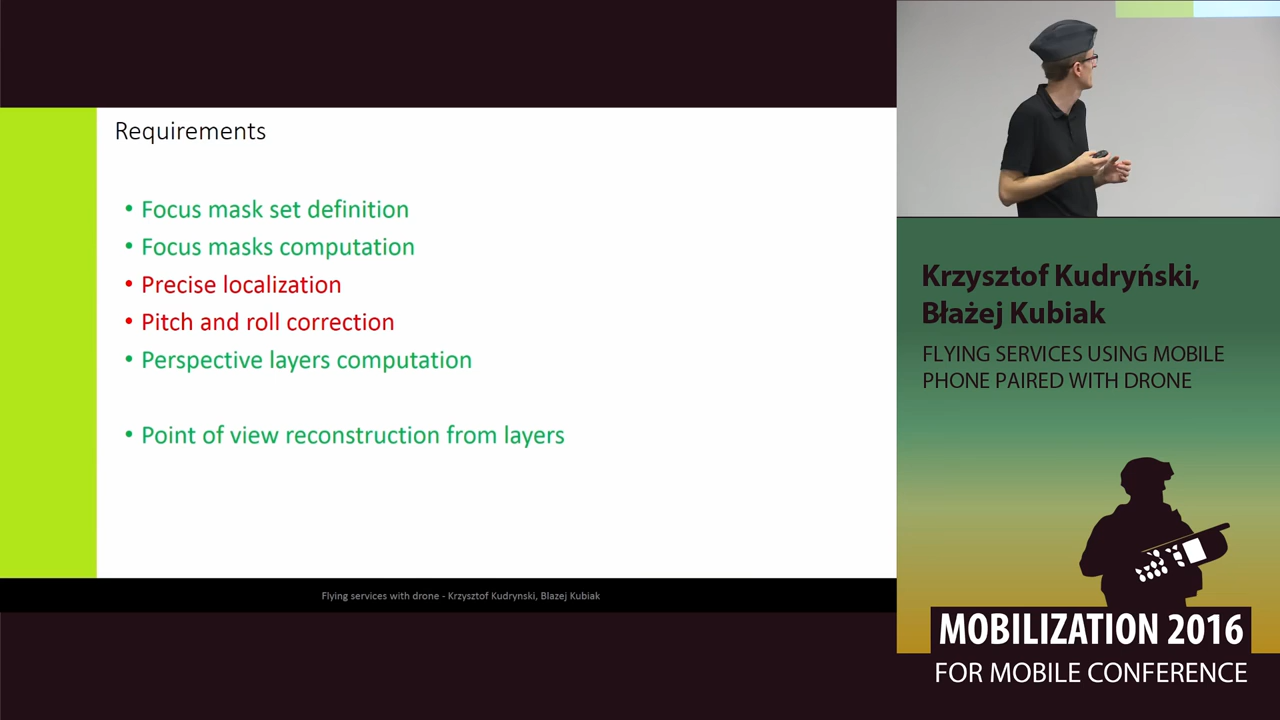 Requirements
• Focus mask set definition
• Focus masks computation
• Precise localization
• Pitch and roll correction
• Perspective layers computation
• Point of view reconstruction from layers
Flying services with drone - Krzysztof Kudrynski, Blazej Kubiak
Krzysztof Kudryński,
Błażej Kubiak
FLYING SERVICES USING MOBILE
PHONE PAIRED WITH DRONE
MOBILIZATION 2016
FOR MOBILE CONFERENCE